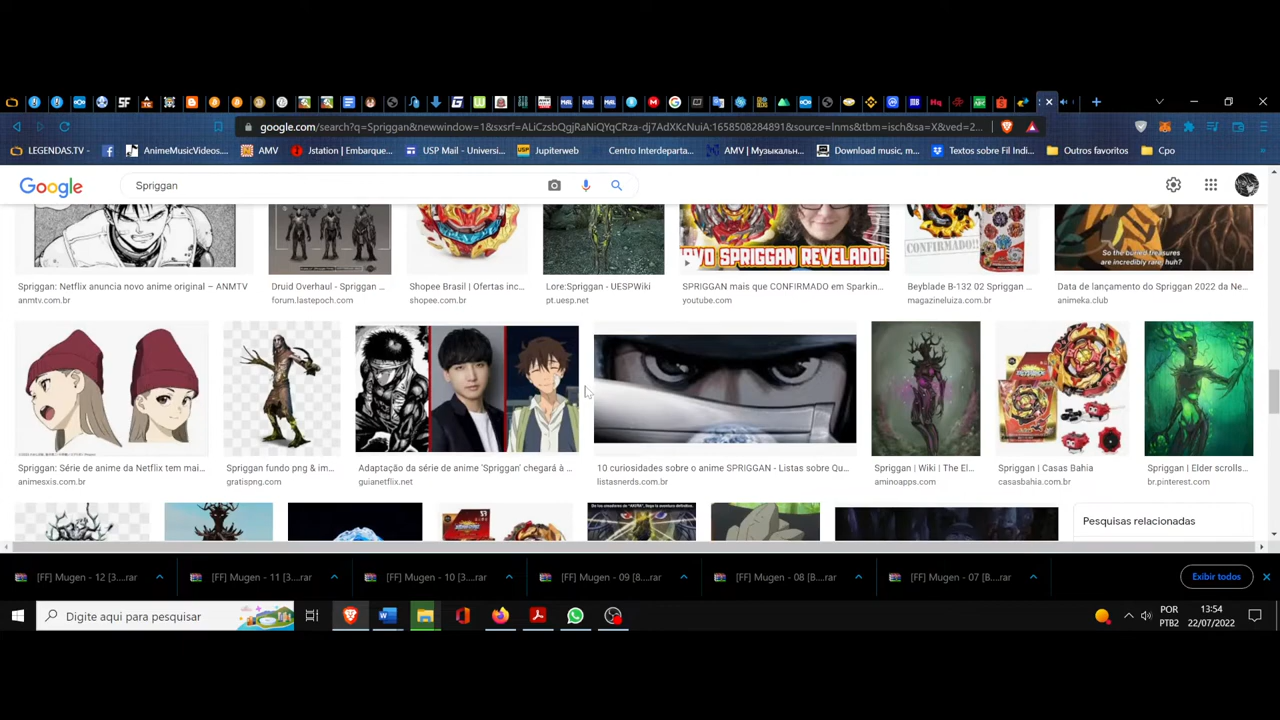 google.com/search?q=Spriggan&newwindow=1&sxsrf=ALiCzsbQgjRaNiQYqCRza-dj7AdXKcNuiA:1658508284891&source=lnms&tbm=isch&sa=X&ved=2...
LEGENDAS.TV - AnimeMusicVideos... AMV Jstation | Embarque... USP Mail - Universi... Jupiterweb Centro Interdeparta... AMV | Музыкальн... Download music, m... Textos sobre Fil Indi... Outros favoritos Cpo
Google Spriggan
CONFIRMADO!!
NOVO SPRIGGAN REVELADO!
So the buried treasures
are incredibly rare, huh?
Spriggan: Netflix anuncia novo anime original – ANMTV
anmtv.com.br
Druid Overhaul - Spriggan ...
forum.lastepoch.com
Shopee Brasil | Ofertas inc...
shopee.com.br
Lore:Spriggan - UESPWiki
pt.uesp.net
SPRIGGAN mais que CONFIRMADO em Sparkin...
youtube.com
Beyblade B-132 02 Spriggan ...
magazineluiza.com.br
Data de lançamento do Spriggan 2022 da Ne...
animeka.club
Spriggan: Série de anime da Netflix tem mai...
animesxis.com.br
Spriggan fundo png & im...
gratispng.com
Adaptação da série de anime 'Spriggan' chegará à ...
guianetflix.net
10 curiosidades sobre o anime SPRIGGAN - Listas sobre Qu...
listasnerds.com.br
Spriggan | Wiki | The El...
aminoapps.com
Spriggan | Casas Bahia
casasbahia.com.br
Spriggan | Elder scrolls...
br.pinterest.com
Pesquisas relacionadas
[FF] Mugen - 12 [3....rar
[FF] Mugen - 11 [3....rar
[FF] Mugen - 10 [3....rar
[FF] Mugen - 09 [8....rar
[FF] Mugen - 08 [B....rar
[FF] Mugen - 07 [B....rar
Exibir todos
Digite aqui para pesquisar
POR
PTB2
13:54
22/07/2022